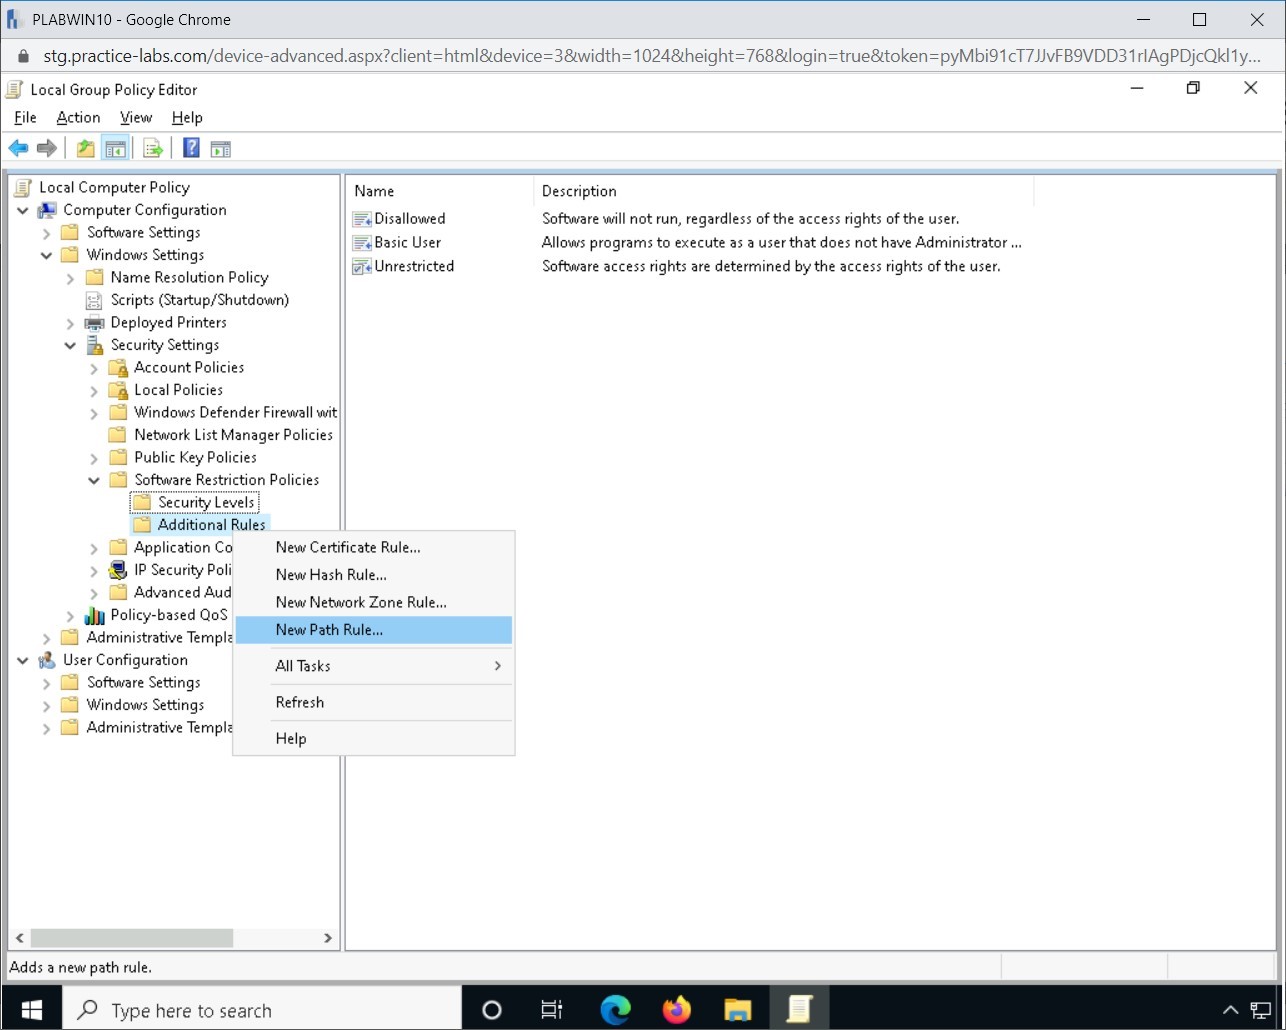 PLABWIN10 - Google Chrome
stg.practice-labs.com/device-advanced.aspx?client=html&device=3&width=1024&height=768&login=true&token=pyMbi91cT7JJvFB9VDD31rIAgPDjcQkl1y...
Local Group Policy Editor
File Action View Help
Local Computer Policy
Computer Configuration
Software Settings
Windows Settings
Name Resolution Policy
Scripts (Startup/Shutdown)
Deployed Printers
Security Settings
Account Policies
Local Policies
Windows Defender Firewall wit
Network List Manager Policies
Public Key Policies
Software Restriction Policies
Security Levels
Additional Rules
Application Co
IP Security Poli
Advanced Aud
Policy-based QoS
Administrative Templa
User Configuration
Software Settings
Windows Settings
Administrative Templa
Name Description
Disallowed Software will not run, regardless of the access rights of the user.
Basic User Allows programs to execute as a user that does not have Administrator ...
Unrestricted Software access rights are determined by the access rights of the user.
New Certificate Rule...
New Hash Rule...
New Network Zone Rule...
New Path Rule...
All Tasks
Refresh
Help
Adds a new path rule.
Type here to search